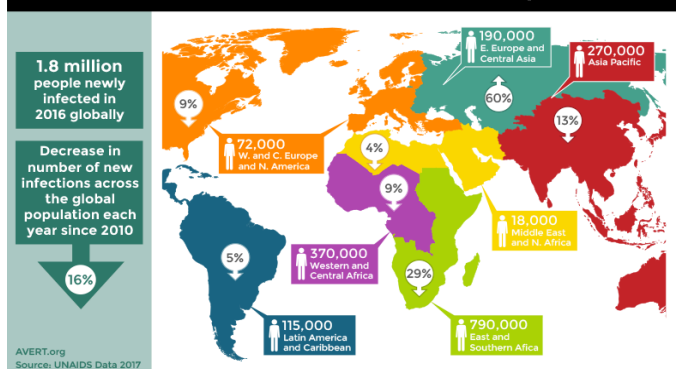 1.8 million
people newly
infected in
2016 globally
Decrease in
number of new
infections across
the global
population each
year since 2010
16%
AVERT.org
Source: UNAIDS Data 2017
9%
72,000
W. and C. Europe
and N. America
190,000
E. Europe and
Central Asia
60%
270,000
Asia Pacific
13%
4%
18,000
Middle East
and N. Africa
9%
370,000
Western and
Central Africa
5%
115,000
Latin America
and Caribbean
29%
790,000
East and
Southern Afica